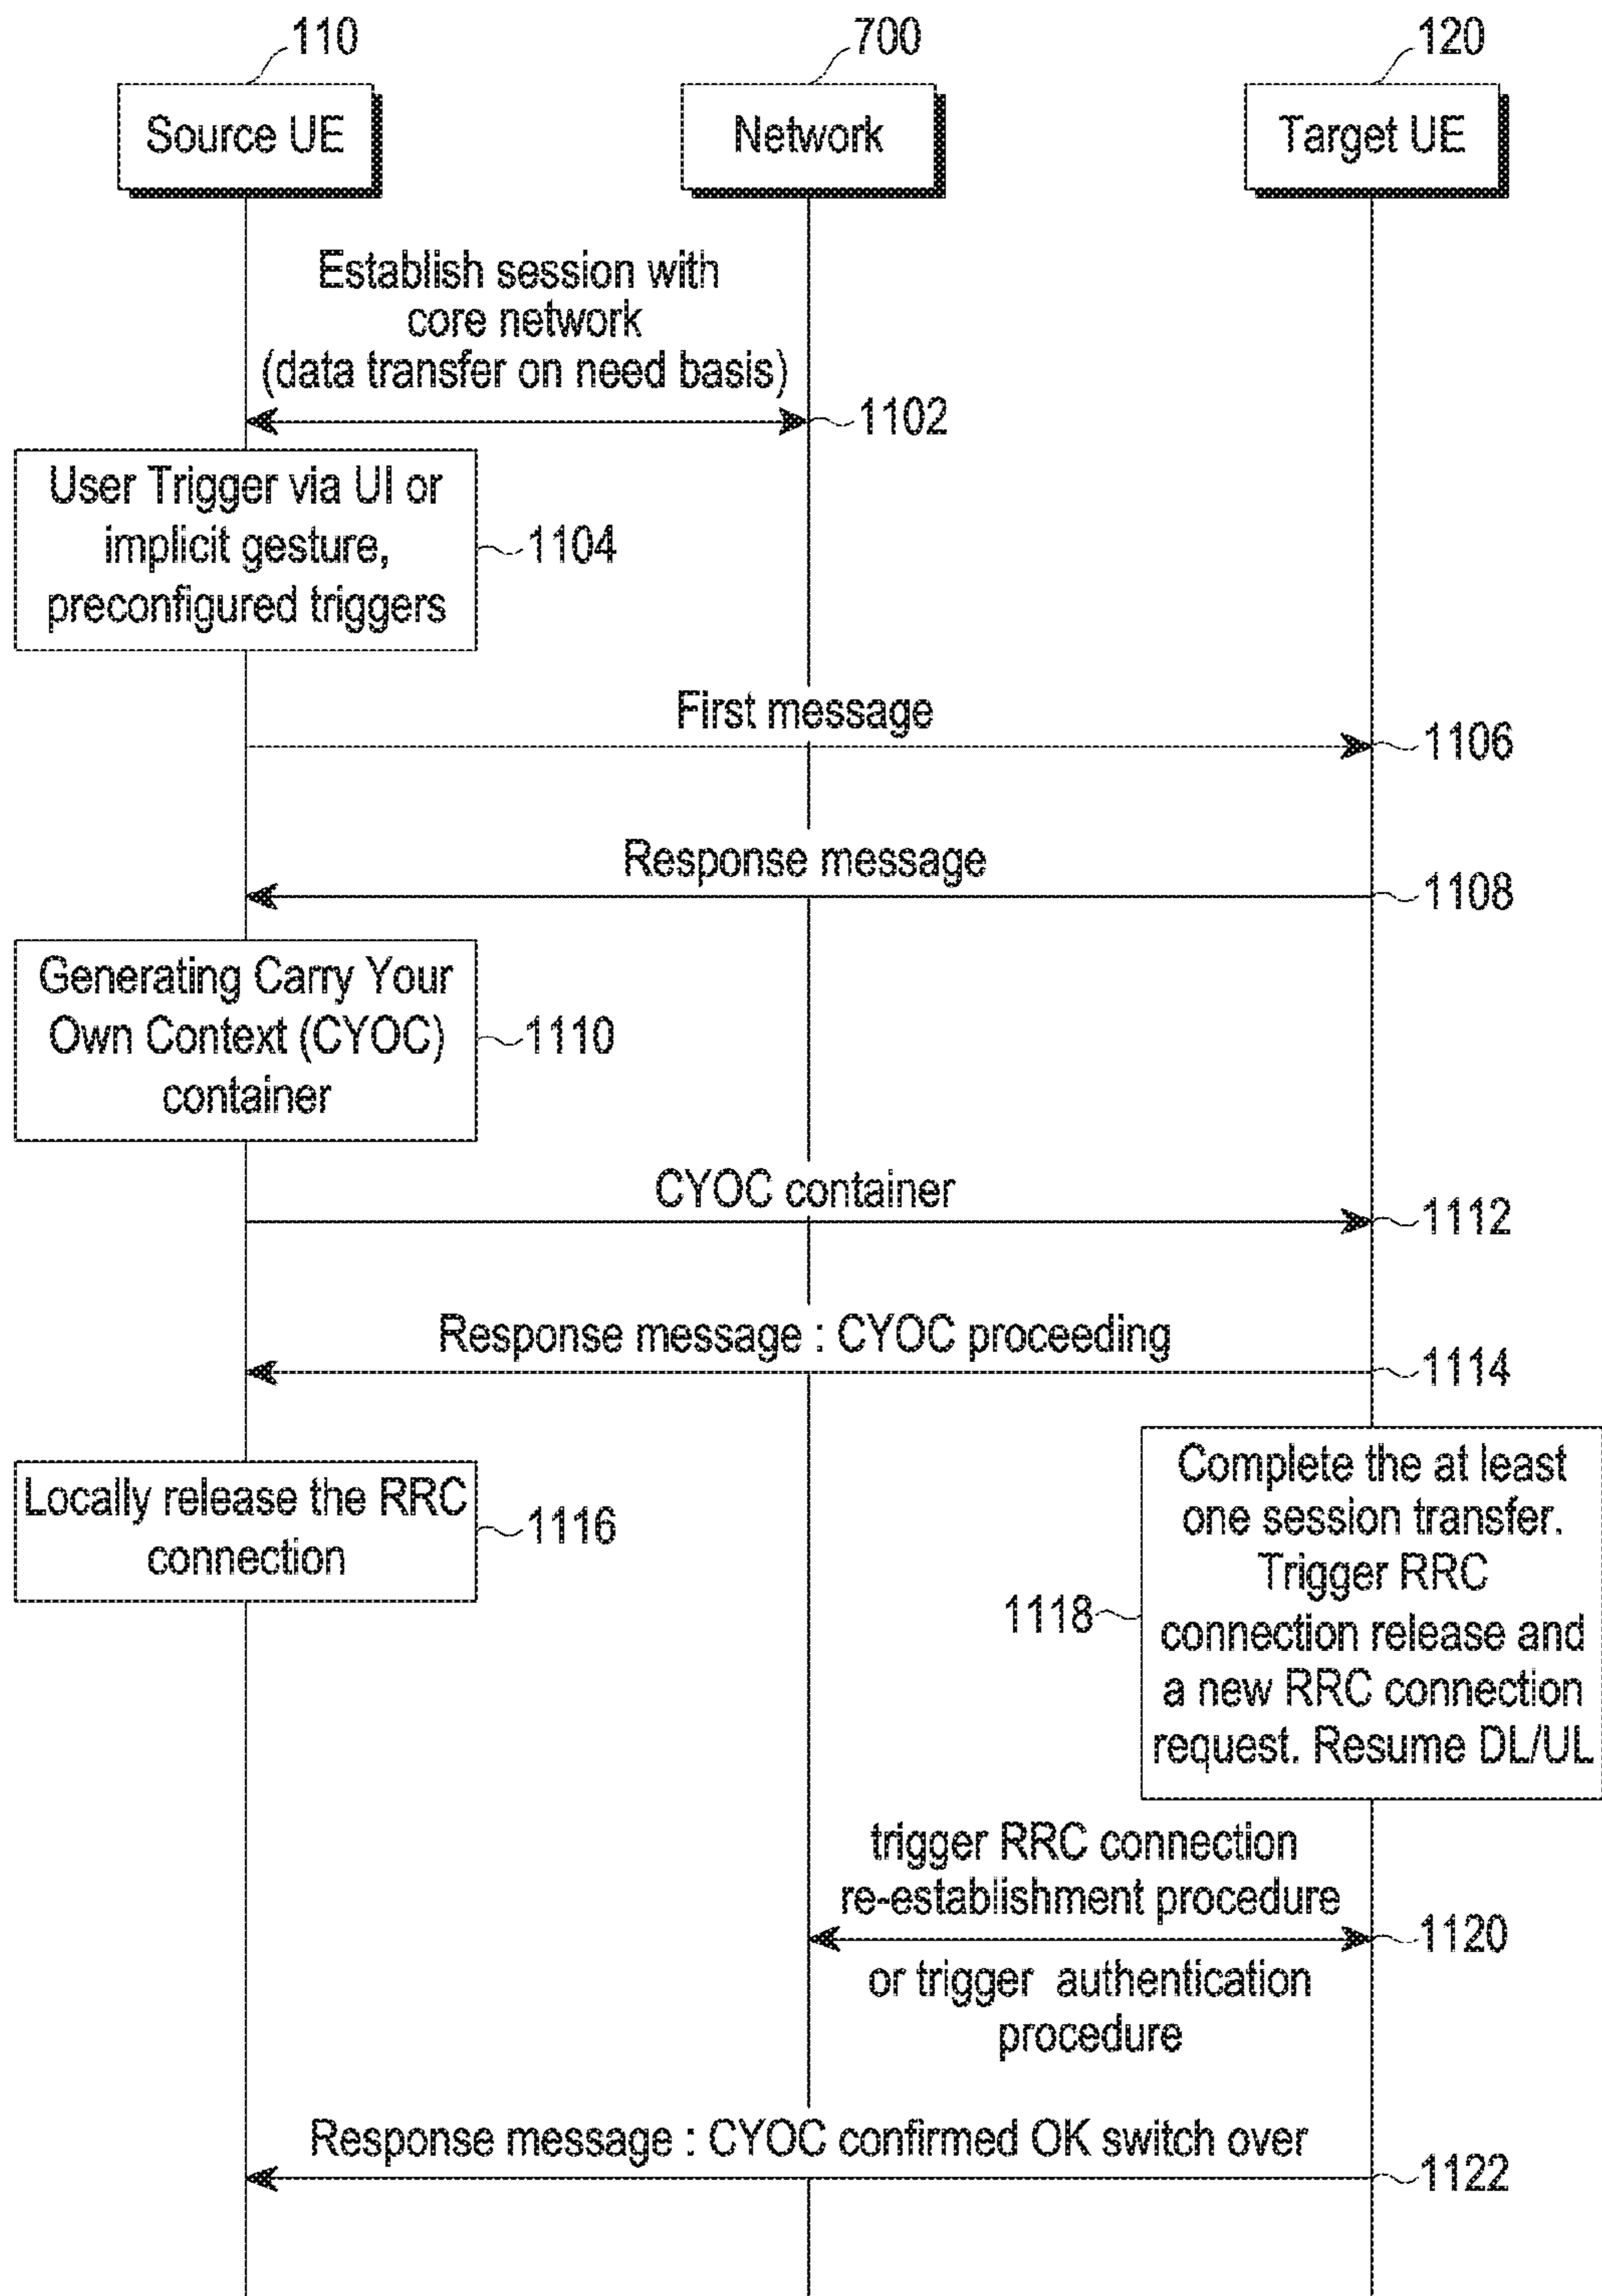 110
700
120
Source UE
Network
Target UE
Establish session with
core network
(data transfer on need basis)
1102
User Trigger via UI or
implicit gesture,
preconfigured triggers
1104
First message
1106
Response message
1108
Generating Carry Your
Own Context (CYOC)
container
1110
CYOC container
1112
Response message : CYOC proceeding
1114
Locally release the RRC
connection
1116
Complete the at least
one session transfer.
Trigger RRC
connection release and
a new RRC connection
request. Resume DL/UL
1118
trigger RRC connection
re-establishment procedure
1120
or trigger authentication
procedure
Response message : CYOC confirmed OK switch over
1122